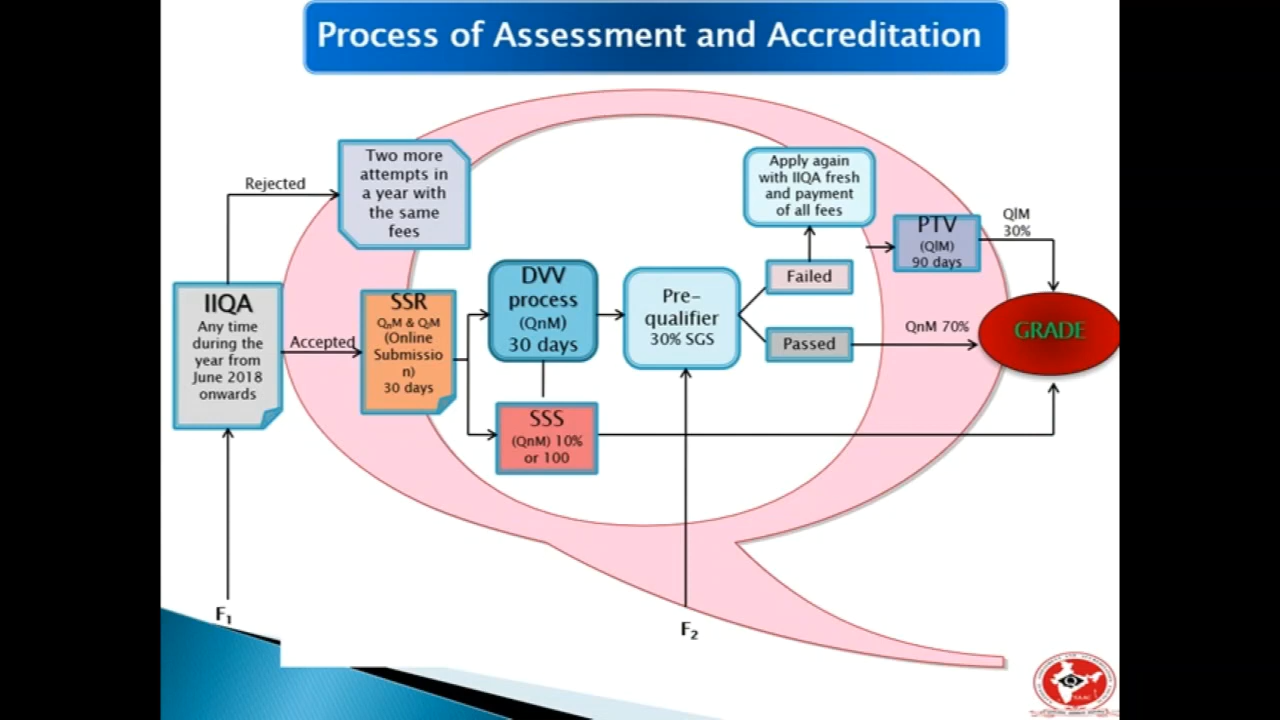 Process of Assessment and Accreditation
Rejected
Two more
attempts in
a year with
the same
fees
IIQA
Any time
during the
year from
June 2018
onwards
Accepted
SSR
QnM & QlM
(Online
Submissio
n)
30 days
DVV
process
(QnM)
30 days
SSS
(QnM) 10%
or 100
Pre-
qualifier
30% SGS
Failed
Passed
Apply again
with IIQA fresh
and payment
of all fees
PTV
(QlM)
90 days
QlM
30%
QnM 70%
GRADE
F1
F2